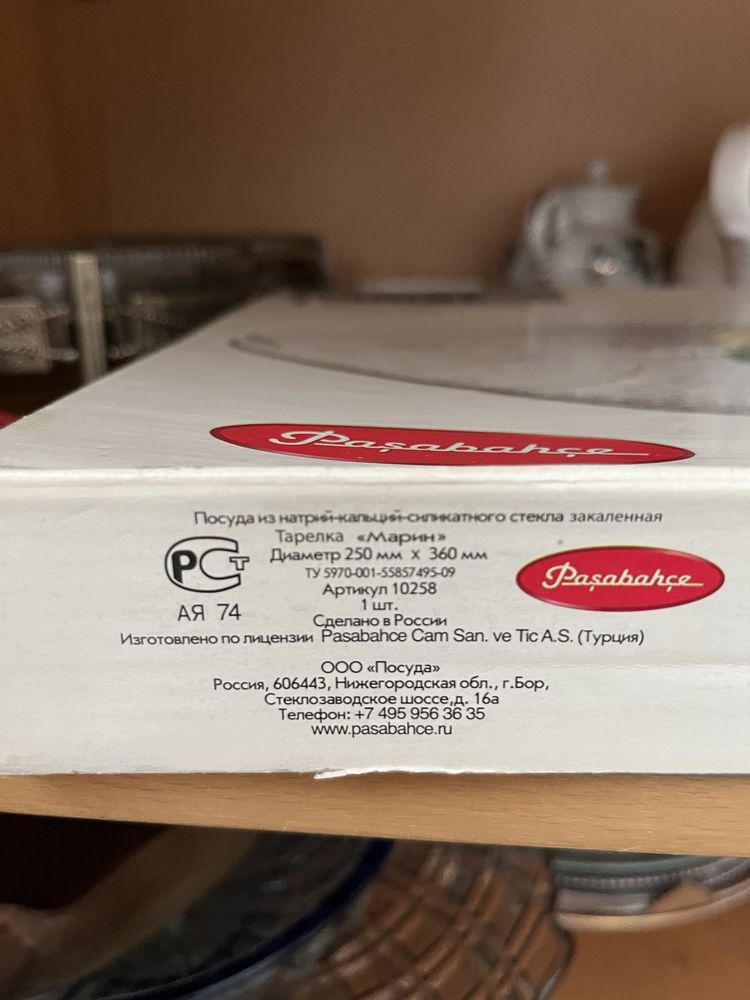 Paşabahçe
Посуда из натрий-кальций-силикатного стекла закаленная
Тарелка «Марин»
Диаметр 250 мм x 360 мм
ТУ 5970-001-55857495-09
Артикул 10258
1 шт.
Сделано в России
РСТ
АЯ 74
Paşabahçe
Изготовлено по лицензии Pasabahce Cam San. ve Tic A.S. (Турция)
ООО «Посуда»
Россия, 606443, Нижегородская обл., г.Бор,
Стеклозаводское шоссе,д. 16а
Телефон: +7 495 956 36 35
www.pasabahce.ru